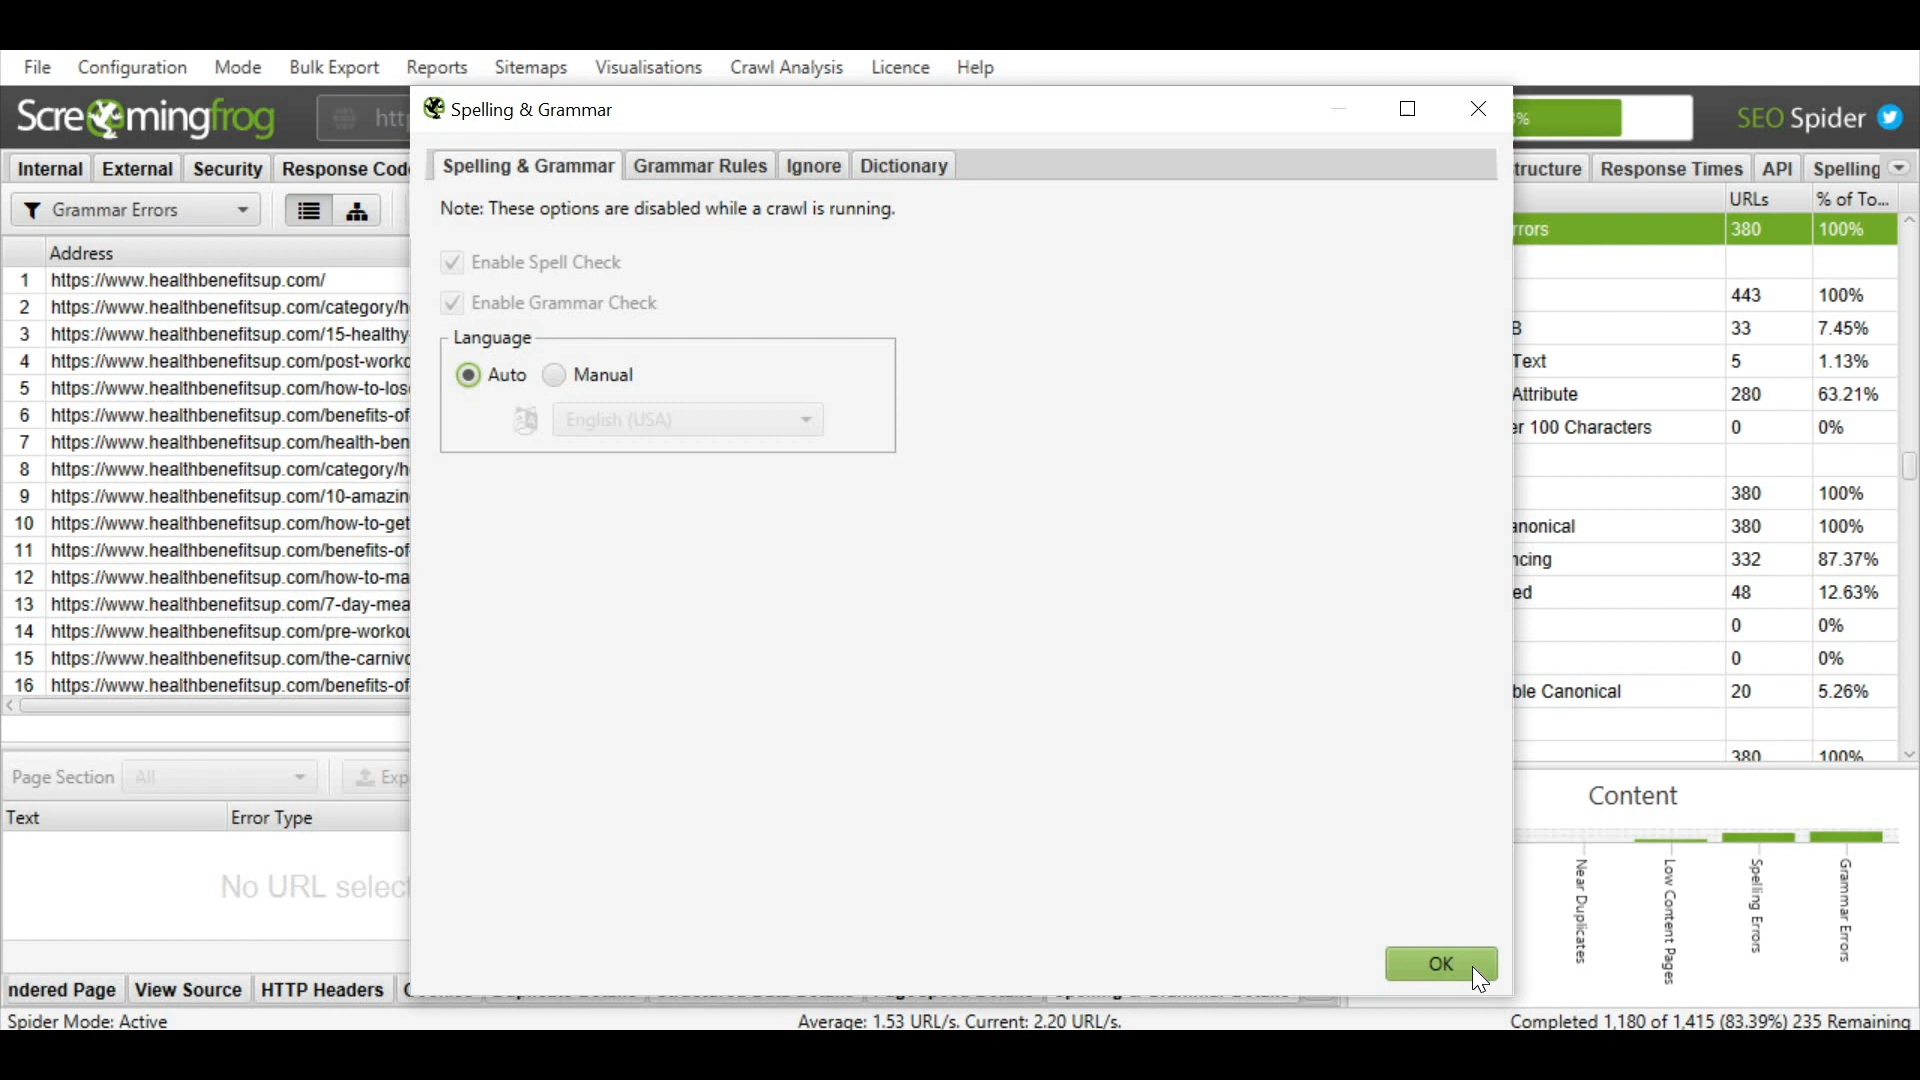 File Configuration Mode Bulk Export Reports Sitemaps Visualisations Crawl Analysis Licence Help
Screamingfrog
SEO Spider
Spelling & Grammar
Internal External Security Response
Structure Response Times API Spelling
Grammar Errors
Address
1 https://www.healthbenefitsup.com/
2 https://www.healthbenefitsup.com/category/h
3 https://www.healthbenefitsup.com/15-healthy-
4 https://www.healthbenefitsup.com/post-worko
5 https://www.healthbenefitsup.com/how-to-los
6 https://www.healthbenefitsup.com/benefits-of
7 https://www.healthbenefitsup.com/health-ben
8 https://www.healthbenefitsup.com/category/h
9 https://www.healthbenefitsup.com/10-amazin
10 https://www.healthbenefitsup.com/how-to-get
11 https://www.healthbenefitsup.com/benefits-of
12 https://www.healthbenefitsup.com/how-to-ma
13 https://www.healthbenefitsup.com/7-day-mea
14 https://www.healthbenefitsup.com/pre-workou
15 https://www.healthbenefitsup.com/the-carnivo
16 https://www.healthbenefitsup.com/benefits-of
Spelling & Grammar Grammar Rules Ignore Dictionary
Note: These options are disabled while a crawl is running.
Enable Spell Check
Enable Grammar Check
Language
Auto Manual
English (USA)
OK
URLs % of To...
rrors 380 100%
443 100%
B 33 7.45%
Text 5 1.13%
Attribute 280 63.21%
er 100 Characters 0 0%
380 100%
anonical 380 100%
ncing 332 87.37%
ed 48 12.63%
0 0%
0 0%
ble Canonical 20 5.26%
380 100%
Page Section All Exp
Text Error Type
No URL select
Content
Near Duplicates
Low Content Pages
Spelling Errors
Grammar Errors
ndered Page View Source HTTP Headers
Spider Mode: Active
Average: 1.53 URL/s. Current: 2.20 URL/s.
Completed 1,180 of 1,415 (83.39%) 235 Remaining